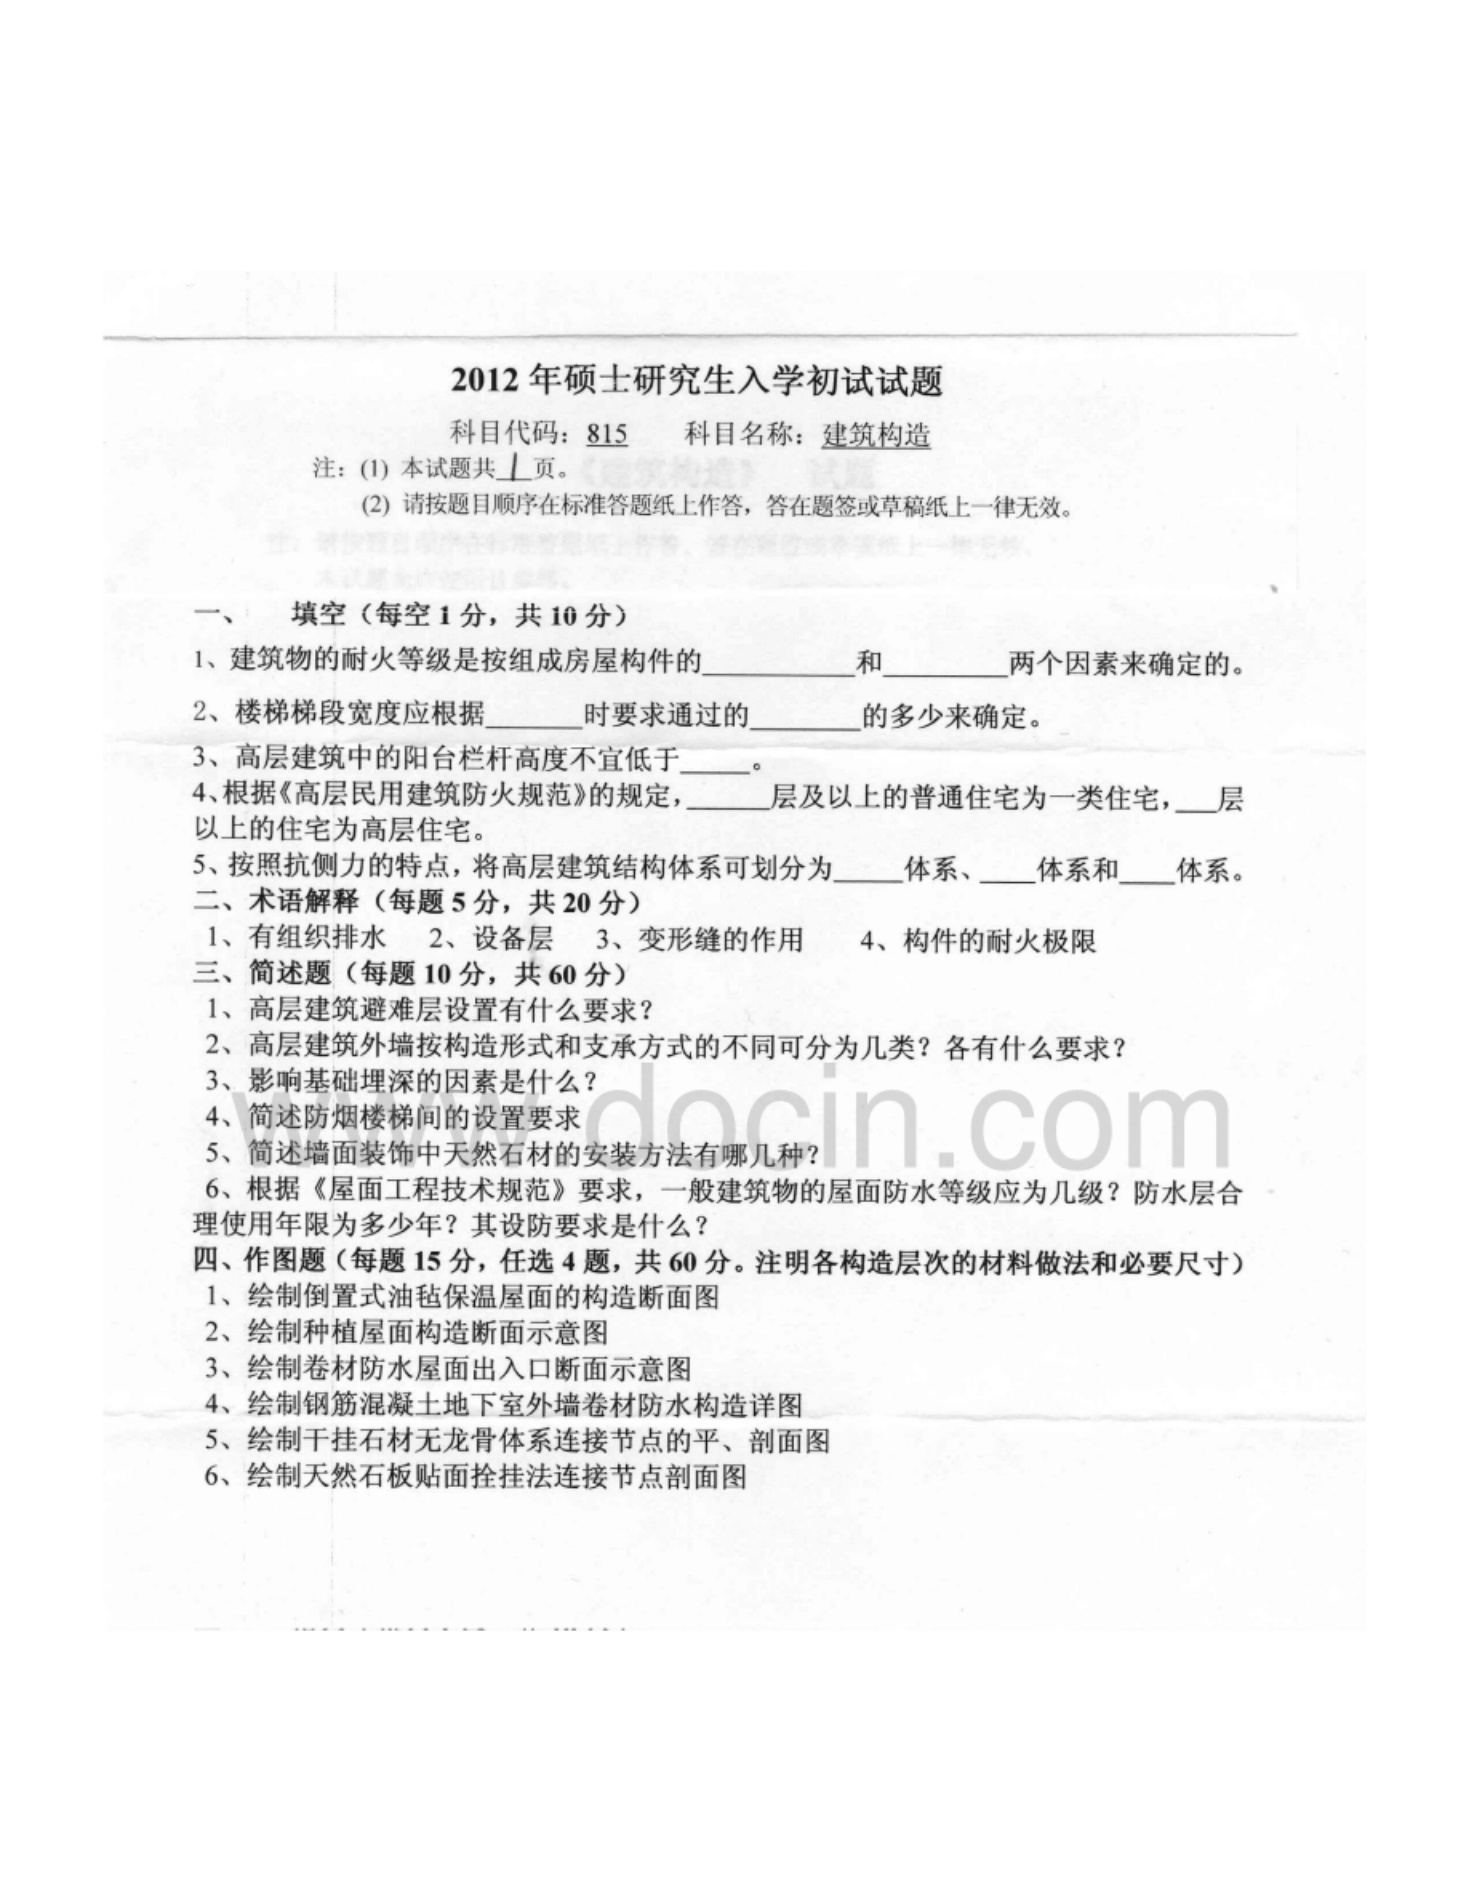 2012 年硕士研究生入学初试试题
科目代码：815 科目名称：建筑构造
注：(1) 本试题共 1 页。
(2) 请按题目顺序在标准答题纸上作答，答在题签或草稿纸上一律无效。
一、 填空（每空 1 分，共 10 分）
1、建筑物的耐火等级是按组成房屋构件的___________和_________两个因素来确定的。
2、楼梯梯段宽度应根据_______时要求通过的________的多少来确定。
3、高层建筑中的阳台栏杆高度不宜低于_____。
4、根据《高层民用建筑防火规范》的规定，______层及以上的普通住宅为一类住宅，___层
以上的住宅为高层住宅。
5、按照抗侧力的特点，将高层建筑结构体系可划分为_____体系、____体系和____体系。
二、术语解释（每题 5 分，共 20 分）
1、有组织排水 2、设备层 3、变形缝的作用 4、构件的耐火极限
三、简述题（每题 10 分，共 60 分）
1、高层建筑避难层设置有什么要求？
2、高层建筑外墙按构造形式和支承方式的不同可分为几类？各有什么要求？
3、影响基础埋深的因素是什么？
4、简述防烟楼梯间的设置要求
5、简述墙面装饰中天然石材的安装方法有哪几种？
6、根据《屋面工程技术规范》要求，一般建筑物的屋面防水等级应为几级？防水层合
理使用年限为多少年？其设防要求是什么？
四、作图题（每题 15 分，任选 4 题，共 60 分。注明各构造层次的材料做法和必要尺寸）
1、绘制倒置式油毡保温屋面的构造断面图
2、绘制种植屋面构造断面示意图
3、绘制卷材防水屋面出入口断面示意图
4、绘制钢筋混凝土地下室外墙卷材防水构造详图
5、绘制干挂石材无龙骨体系连接节点的平、剖面图
6、绘制天然石板贴面拴挂法连接节点剖面图
www.docin.com